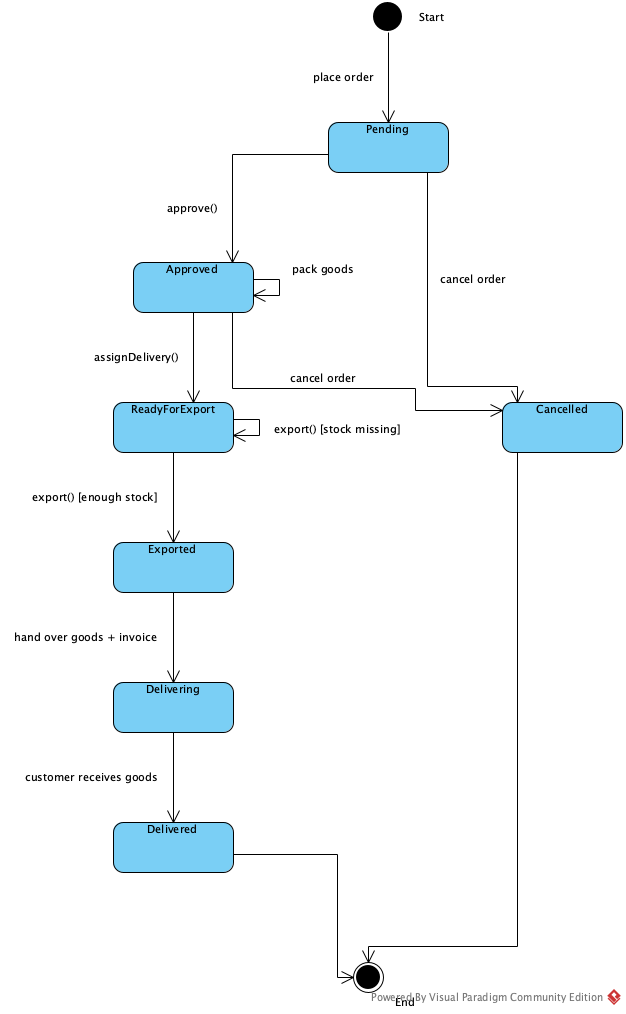 Start
place order
Pending
approve()
Approved
pack goods
cancel order
assignDelivery()
cancel order
ReadyForExport
Cancelled
export() [stock missing]
export() [enough stock]
Exported
hand over goods + invoice
Delivering
customer receives goods
Delivered
Powered By Visual Paradigm Community Edition
End